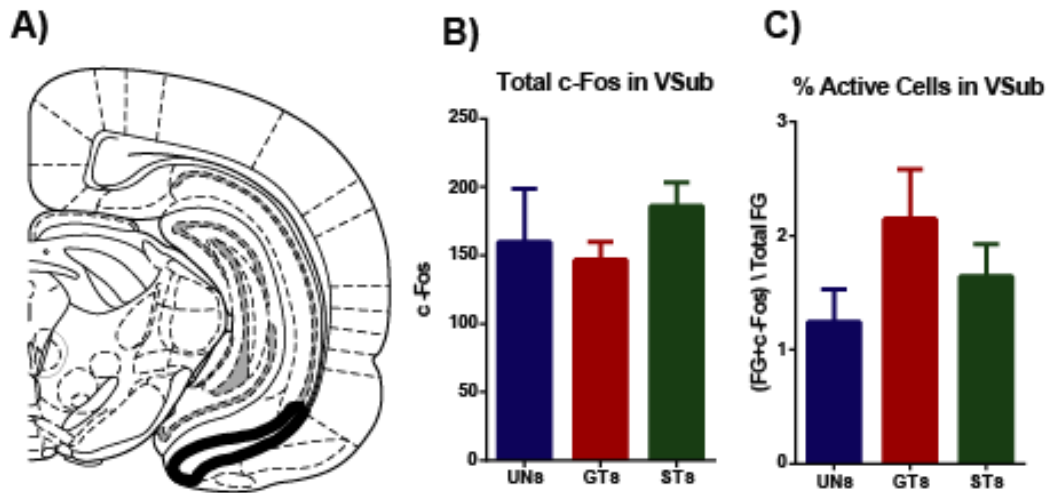 A)
B)
Total c-Fos in VSub
c-Fos
250
200
150
100
50
0
UNs
GTs
STs
C)
% Active Cells in VSub
(FG+c-Fos) \ Total FG
3
2
1
0
UNs
GTs
STs